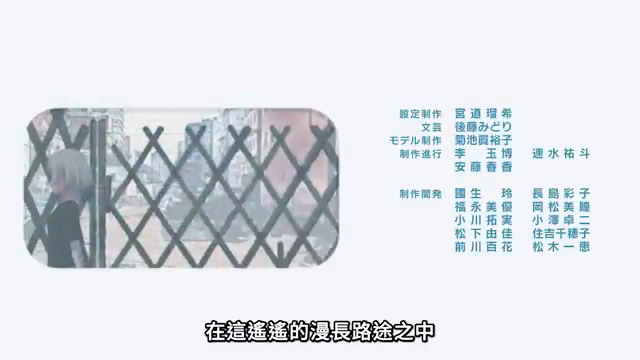 設定制作 宮道瑠希
文芸 後藤みどり
モデル制作 菊池眞裕子
制作進行 李 玉博 速水祐斗
安藤春香
制作開発 國生 玲 長島彩子
福永美優 岡松美瞳
小川拓実 小澤卓二
松下由佳 住吉千穂子
前川百花 松木一恵
在這遙遙的漫長路途之中